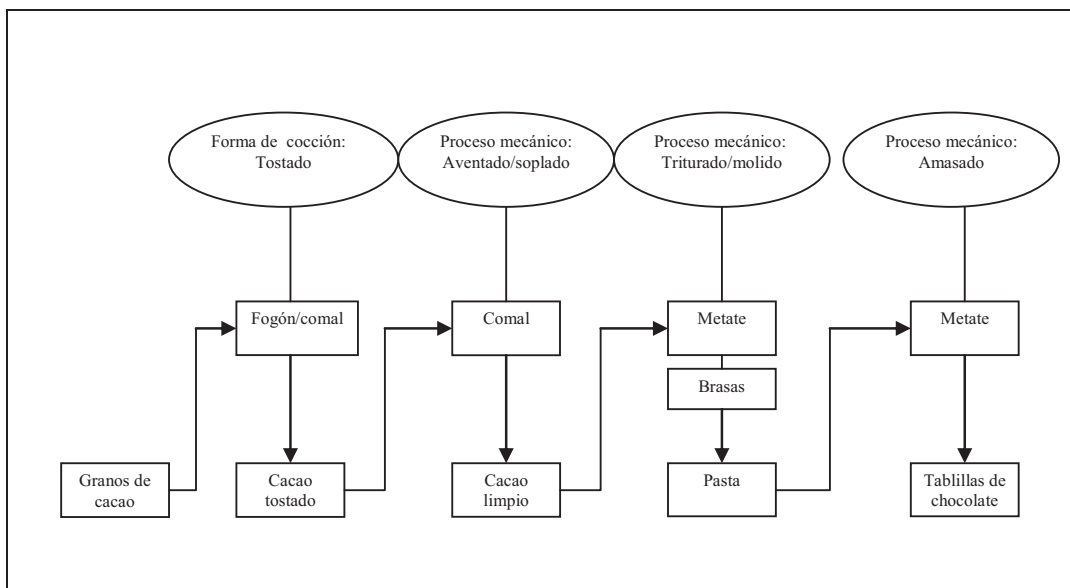 Forma de cocción:
Tostado
Proceso mecánico:
Aventado/soplado
Proceso mecánico:
Triturado/molido
Proceso mecánico:
Amasado
Fogón/comal
Comal
Metate
Metate
Brasas
Granos de
cacao
Cacao
tostado
Cacao
limpio
Pasta
Tablillas de
chocolate